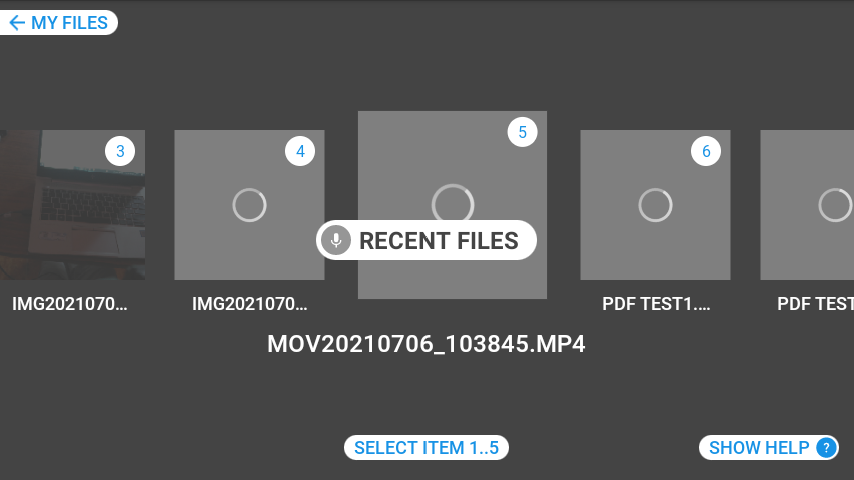 MY FILES
3
4
5
6
RECENT FILES
IMG2021070...
IMG2021070...
PDF TEST1....
PDF TEST
MOV20210706_103845.MP4
SELECT ITEM 1..5
SHOW HELP ?